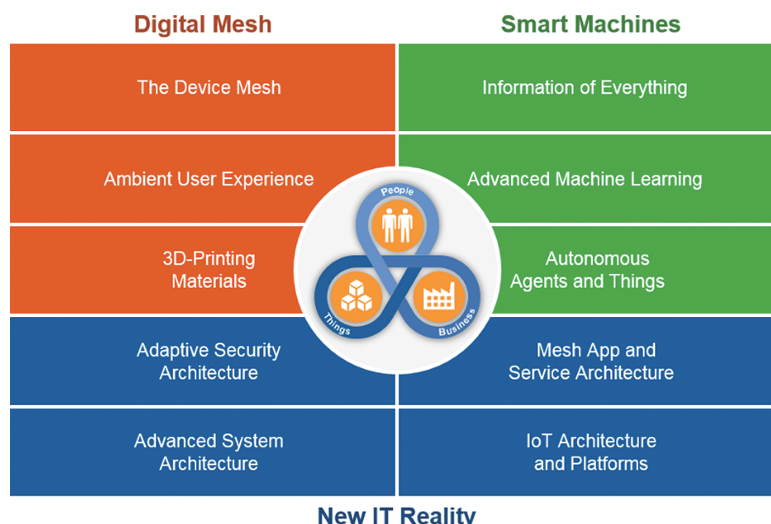 Digital Mesh
Smart Machines
The Device Mesh
Information of Everything
Ambient User Experience
Advanced Machine Learning
People
3D-Printing
Materials
Autonomous
Agents and Things
Things
Business
Adaptive Security
Architecture
Mesh App and
Service Architecture
Advanced System
Architecture
IoT Architecture
and Platforms
New IT Reality